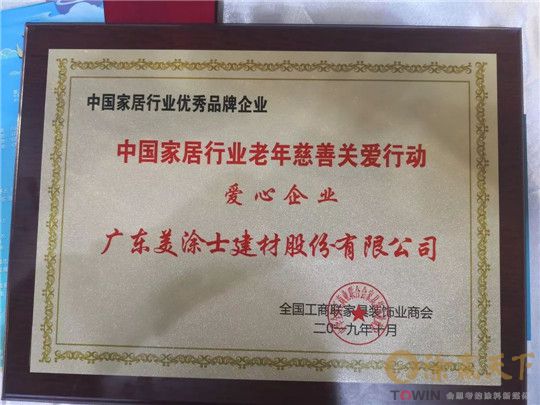 中国家居行业优秀品牌企业
中国家居行业老年慈善关爱行动
爱心企业
广东美涂士建材股份有限公司
全国工商联家具装饰业商会
二〇一九年十月
TOWIN